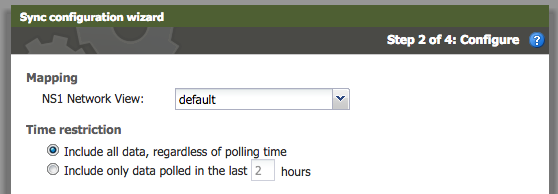 Sync configuration wizard
Step 2 of 4: Configure ?
Mapping
NS1 Network View: default
Time restriction
Include all data, regardless of polling time
Include only data polled in the last 2 hours